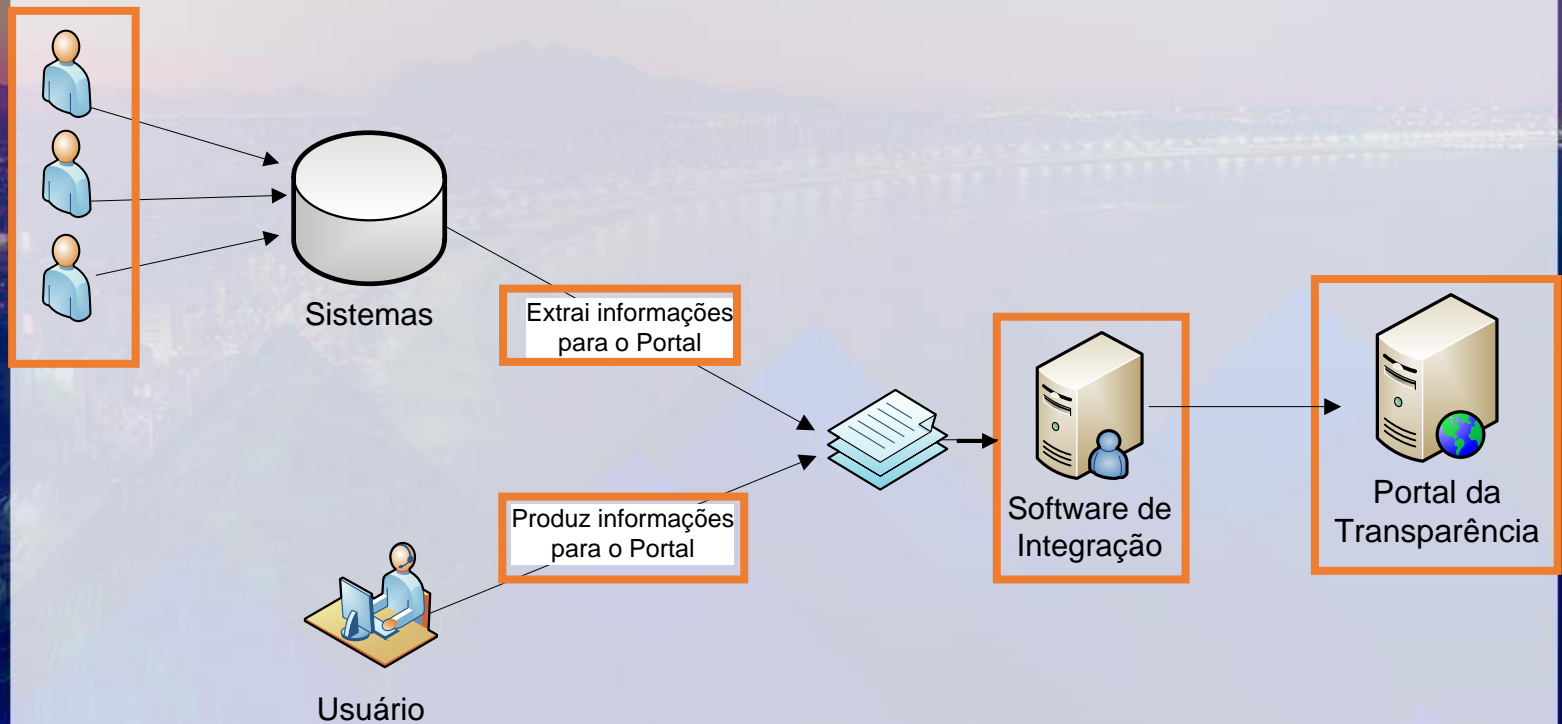 Sistemas
Extrai informações
para o Portal
Produz informações
para o Portal
Usuário
Software de
Integração
Portal da
Transparência